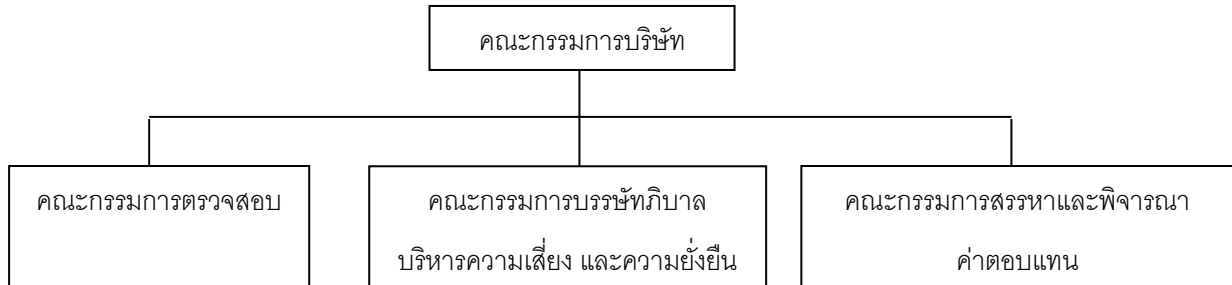 คณะกรรมการบริษัท
คณะกรรมการตรวจสอบ
คณะกรรมการบรรษัทภิบาล
บริหารความเสี่ยง และความยั่งยืน
คณะกรรมการสรรหาและพิจารณา
ค่าตอบแทน